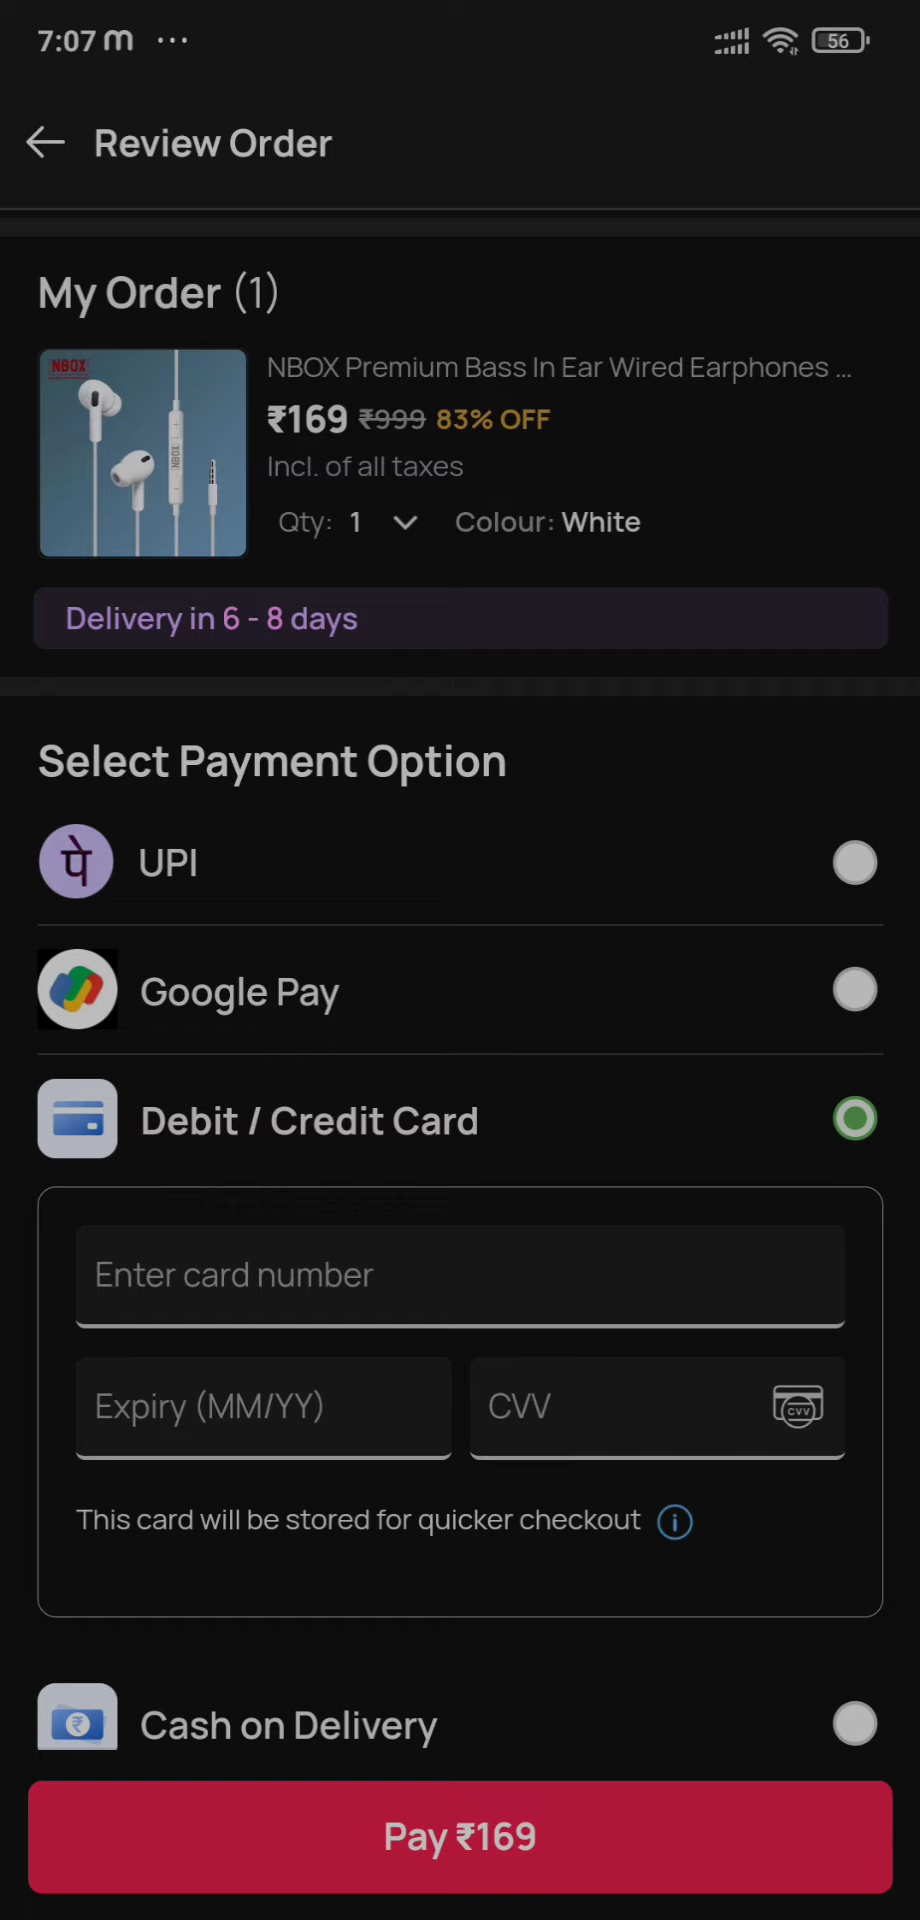 7:07 m ...
56
Review Order
My Order (1)
NBOX
NBOX
NBOX Premium Bass In Ear Wired Earphones ...
₹169 ₹999 83% OFF
Incl. of all taxes
Qty: 1 Colour: White
Delivery in 6 - 8 days
Select Payment Option
पे UPI
Google Pay
Debit / Credit Card
Enter card number
Expiry (MM/YY) CVV CVV
This card will be stored for quicker checkout i
₹ Cash on Delivery
Pay ₹169